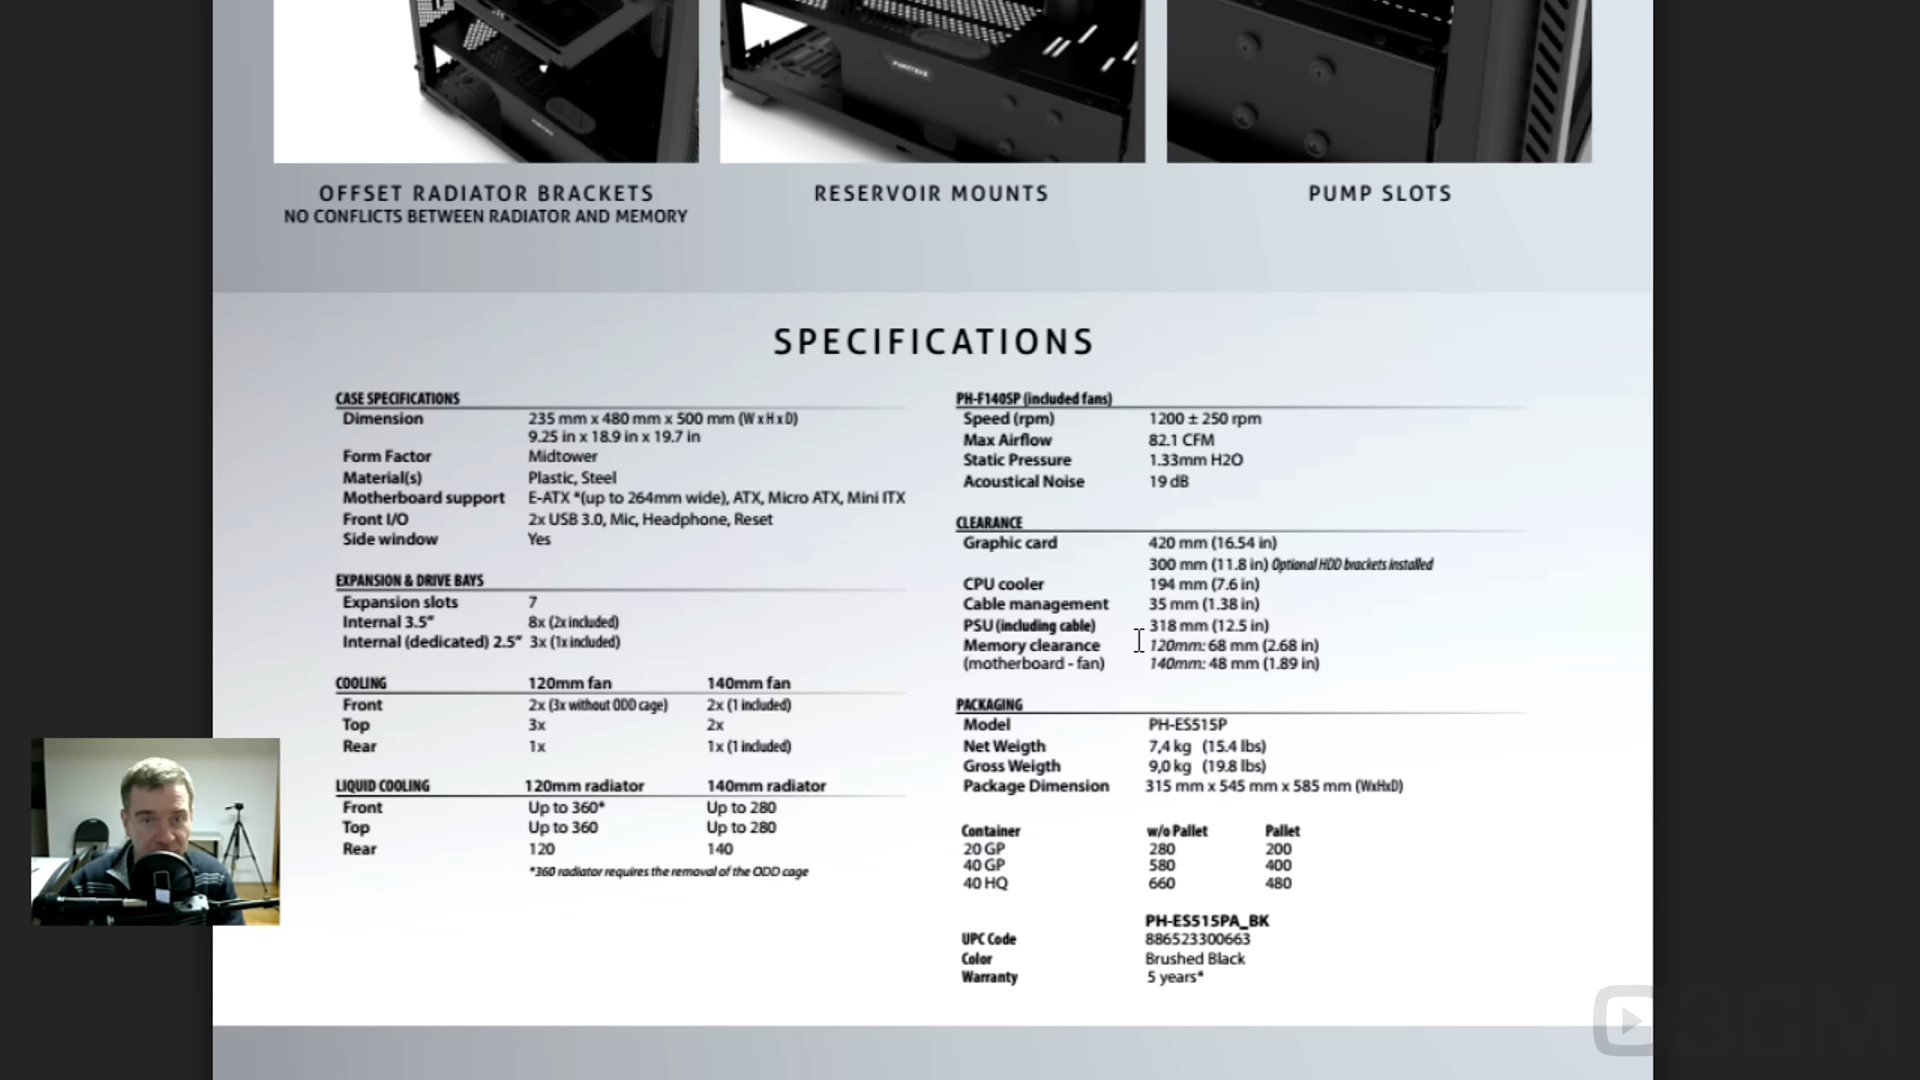 PHANTEKS
OFFSET RADIATOR BRACKETS
NO CONFLICTS BETWEEN RADIATOR AND MEMORY
RESERVOIR MOUNTS
PUMP SLOTS
SPECIFICATIONS
CASE SPECIFICATIONS
Dimension 235 mm x 480 mm x 500 mm (W x H x D)
9.25 in x 18.9 in x 19.7 in
Form Factor Midtower
Material(s) Plastic, Steel
Motherboard support E-ATX *(up to 264mm wide), ATX, Micro ATX, Mini ITX
Front I/O 2x USB 3.0, Mic, Headphone, Reset
Side window Yes
EXPANSION & DRIVE BAYS
Expansion slots 7
Internal 3.5" 8x (2x included)
Internal (dedicated) 2.5" 3x (1x included)
COOLING 120mm fan 140mm fan
Front 2x (3x without ODD cage) 2x (1 included)
Top 3x 2x
Rear 1x 1x (1 included)
LIQUID COOLING 120mm radiator 140mm radiator
Front Up to 360* Up to 280
Top Up to 360 Up to 280
Rear 120 140
*360 radiator requires the removal of the ODD cage
PH-F140SP (included fans)
Speed (rpm) 1200 ± 250 rpm
Max Airflow 82.1 CFM
Static Pressure 1.33mm H2O
Acoustical Noise 19 dB
CLEARANCE
Graphic card 420 mm (16.54 in)
300 mm (11.8 in) Optional HDD brackets installed
CPU cooler 194 mm (7.6 in)
Cable management 35 mm (1.38 in)
PSU (including cable) 318 mm (12.5 in)
Memory clearance 120mm: 68 mm (2.68 in)
(motherboard - fan) 140mm: 48 mm (1.89 in)
PACKAGING
Model PH-ES515P
Net Weigth 7,4 kg (15.4 lbs)
Gross Weigth 9,0 kg (19.8 lbs)
Package Dimension 315 mm x 545 mm x 585 mm (WxHxD)
Container w/o Pallet Pallet
20 GP 280 200
40 GP 580 400
40 HQ 660 480
PH-ES515PA_BK
UPC Code 886523300663
Color Brushed Black
Warranty 5 years*
3GM